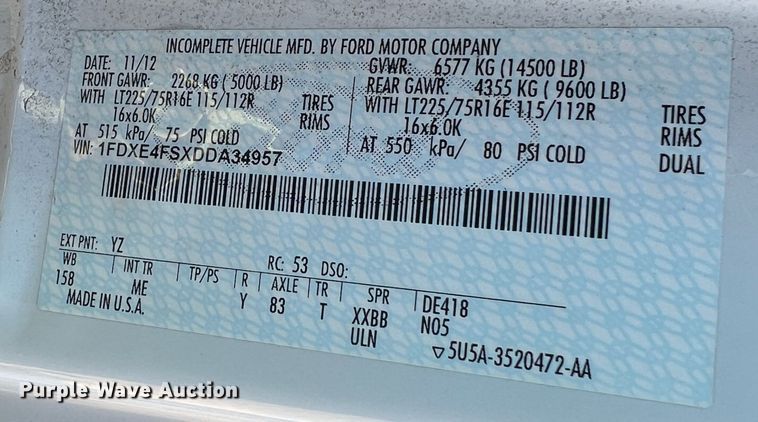 INCOMPLETE VEHICLE MFD. BY FORD MOTOR COMPANY
DATE: 11/12 GVWR: 6577 KG (14500 LB)
FRONT GAWR: 2268 KG ( 5000 LB) REAR GAWR: 4355 KG ( 9600 LB)
WITH LT225/75R16E 115/112R TIRES WITH LT225/75R16E 115/112R TIRES
16x6.0K RIMS 16x6.0K RIMS
AT 515 kPa/ 75 PSI COLD AT 550 kPa/ 80 PSI COLD DUAL
VIN: 1FDXE4FSXDDA34957
EXT PNT: YZ RC: 53 DSO:
WB INT TR TP/PS R AXLE TR SPR DE418
158 ME Y 83 T XXBB N05
MADE IN U.S.A. ULN ▽5U5A-3520472-AA
Purple Wave Auction